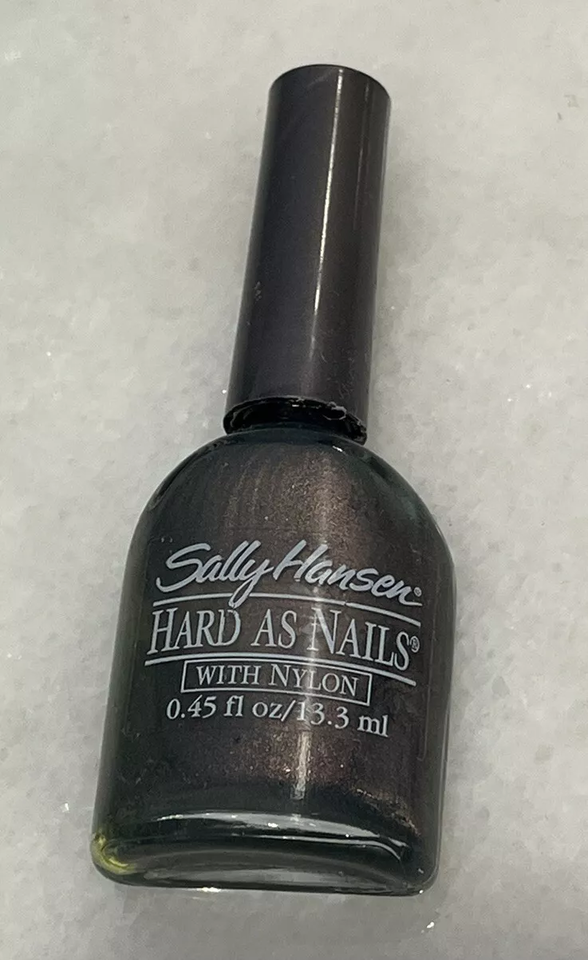 Sally Hansen®
HARD AS NAILS®
WITH NYLON
0.45 fl oz/13.3 ml